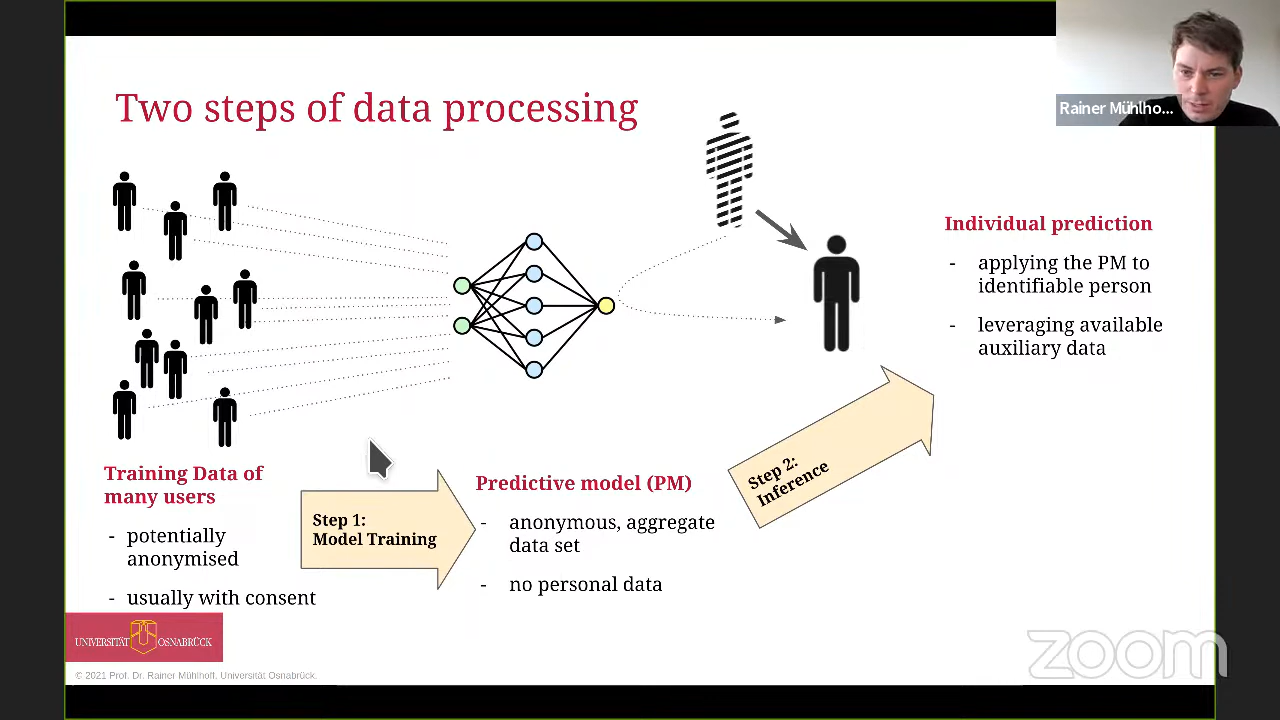 Two steps of data processing
Rainer Mühlho...
Individual prediction
- applying the PM to
identifiable person
- leveraging available
auxiliary data
Training Data of
many users
- potentially
anonymised
- usually with consent
Step 1:
Model Training
Predictive model (PM)
- anonymous, aggregate
data set
- no personal data
Step 2:
Inference
UNIVERSITÄT OSNABRÜCK
© 2021 Prof. Dr. Rainer Mühlhoff. Universität Osnabrück.
zoom